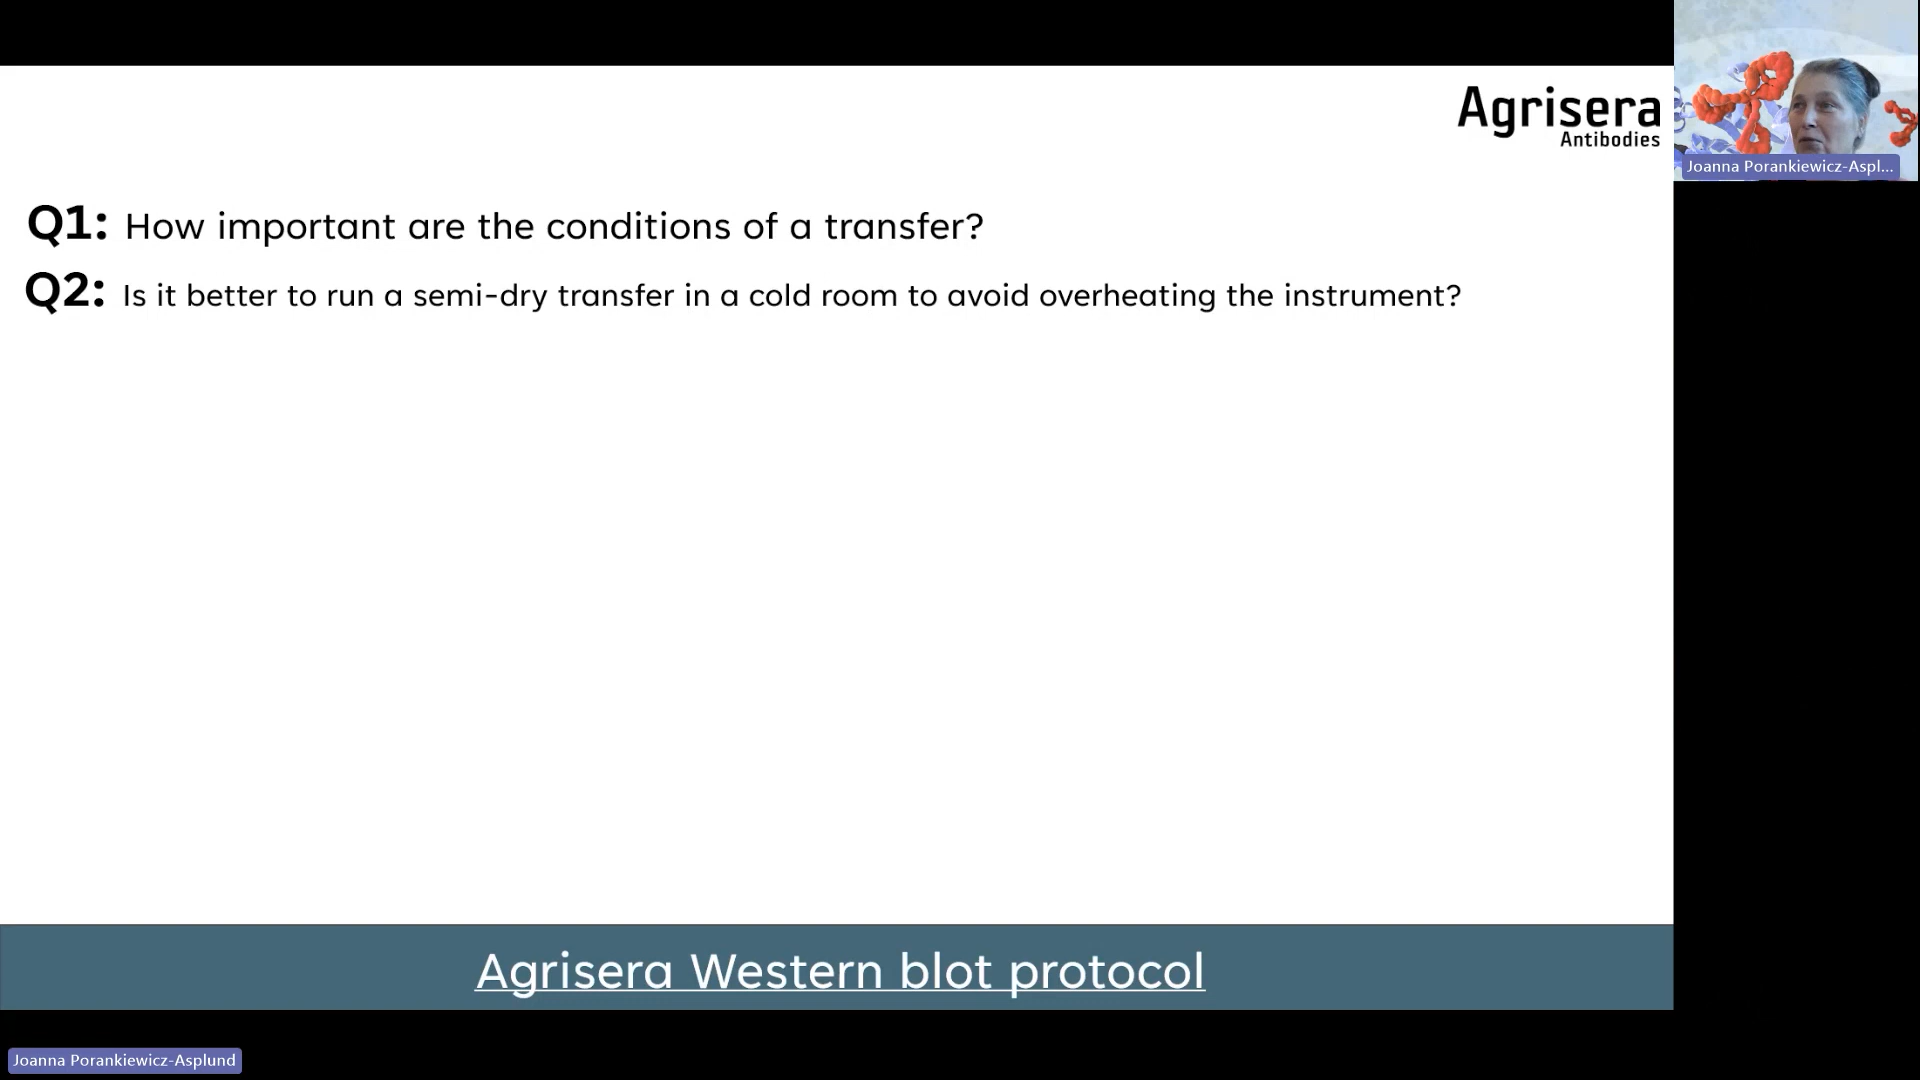 Agrisera
Antibodies
Joanna Porankiewicz-Aspl...
Q1: How important are the conditions of a transfer?
Q2: Is it better to run a semi-dry transfer in a cold room to avoid overheating the instrument?
Agrisera Western blot protocol
Joanna Porankiewicz-Asplund